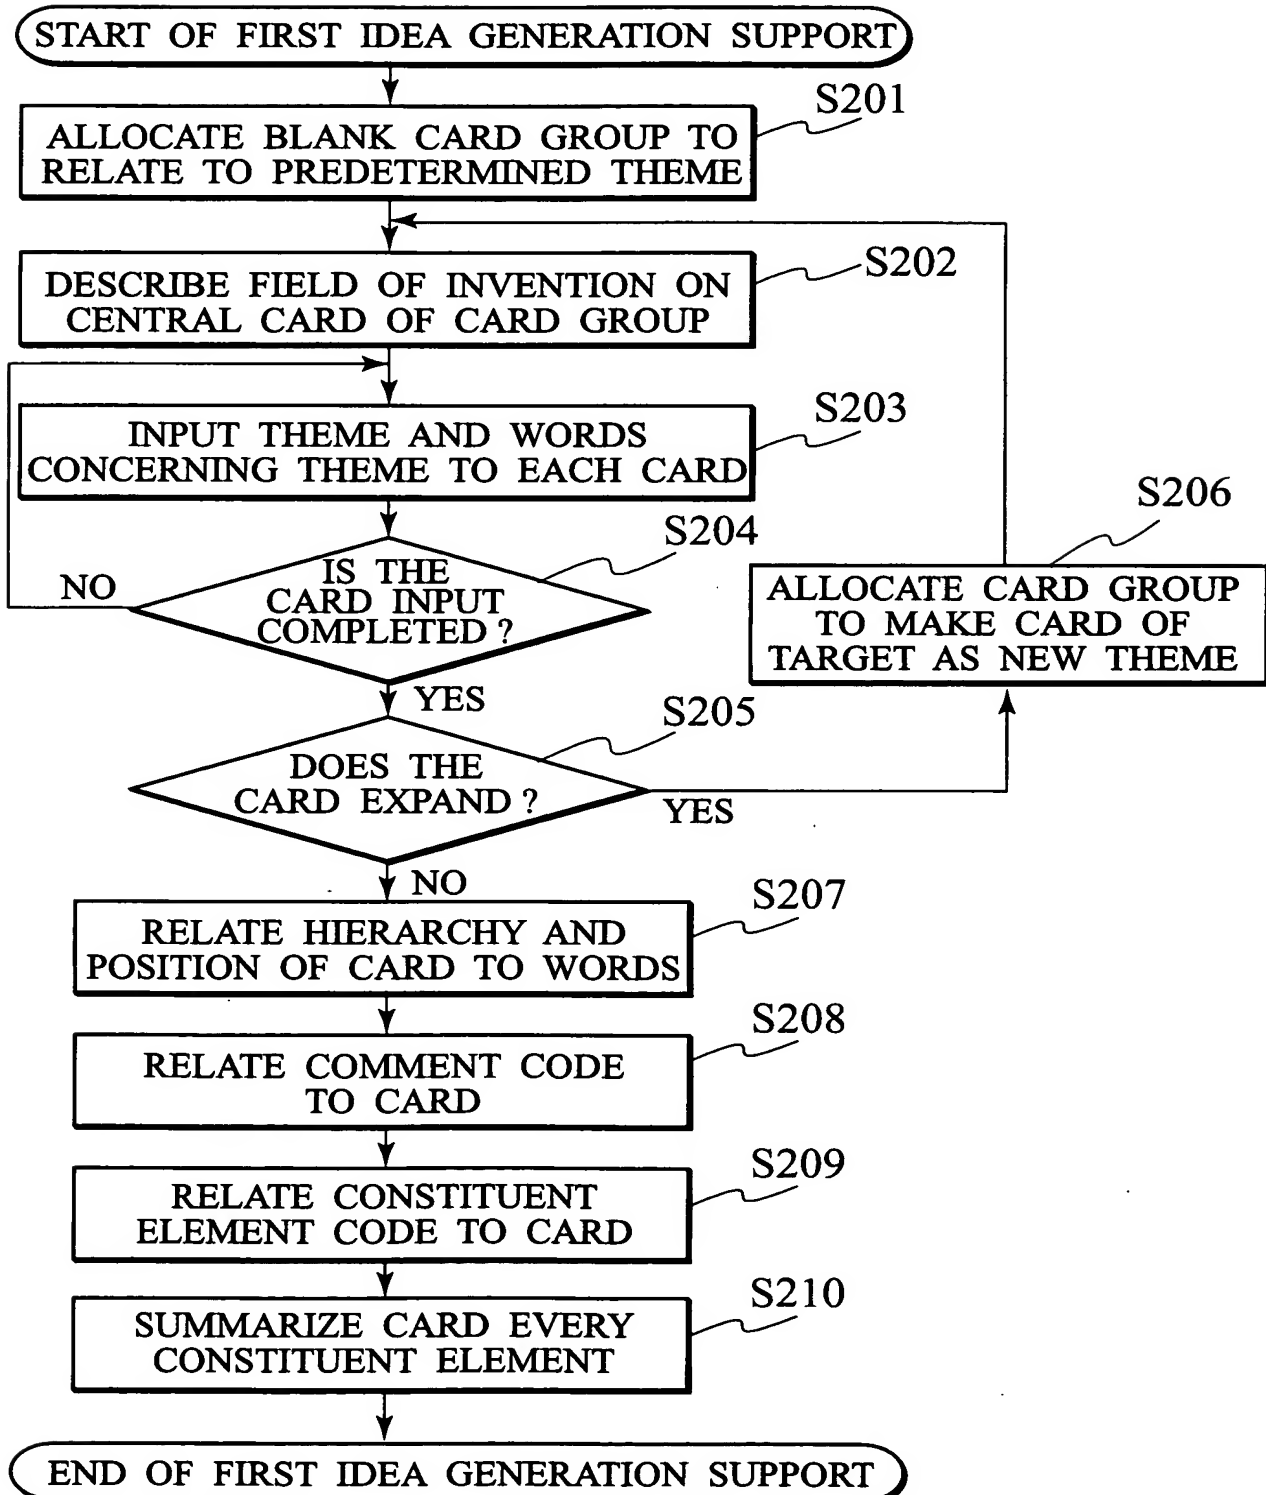 START OF FIRST IDEA GENERATION SUPPORT
S201
ALLOCATE BLANK CARD GROUP TO
RELATE TO PREDETERMINED THEME
S202
DESCRIBE FIELD OF INVENTION ON
CENTRAL CARD OF CARD GROUP
S203
INPUT THEME AND WORDS
CONCERNING THEME TO EACH CARD
S204
IS THE
CARD INPUT
COMPLETED ?
NO
YES
S206
ALLOCATE CARD GROUP
TO MAKE CARD OF
TARGET AS NEW THEME
S205
DOES THE
CARD EXPAND ?
YES
NO
S207
RELATE HIERARCHY AND
POSITION OF CARD TO WORDS
S208
RELATE COMMENT CODE
TO CARD
S209
RELATE CONSTITUENT
ELEMENT CODE TO CARD
S210
SUMMARIZE CARD EVERY
CONSTITUENT ELEMENT
END OF FIRST IDEA GENERATION SUPPORT